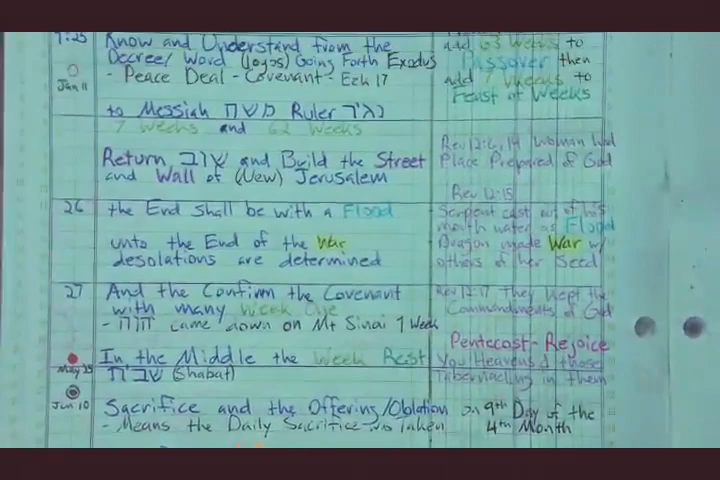 9:25
Know and Understand from the
Decree/ Word (Logos) Going Forth Exodus
- Peace Deal - Covenant - Ezk 17
Jan 11
to Messiah משח Ruler נגיד
7 Weeks and 62 Weeks
Return שוב and Build the Street
and Wall of (New) Jerusalem
26 the End Shall be with a Flood
unto the End of the War
desolations are determined
27 And the Confirm the Covenant
with many Week One
- יהוה came down on Mt Sinai 1 Week
In the Middle the Week Rest
שבת (Shabat)
Jun 10
Sacrifice and the Offering/Oblation on 9th Day of the
- Means the Daily Sacrifice Taken 4th Month
add 63 Weeks to
Passover then
add 7 Weeks to
Feast of Weeks
Rev 12:6,14 Woman had
Place Prepared of God
Rev 12:15
Serpent cast out of his
mouth water as Flood
Dragon made War w/
others of her Seed
Rev 12:17 They Kept the
Commandments of God
Pentecost - Rejoice
You Heavens & those
Tabernacling in them